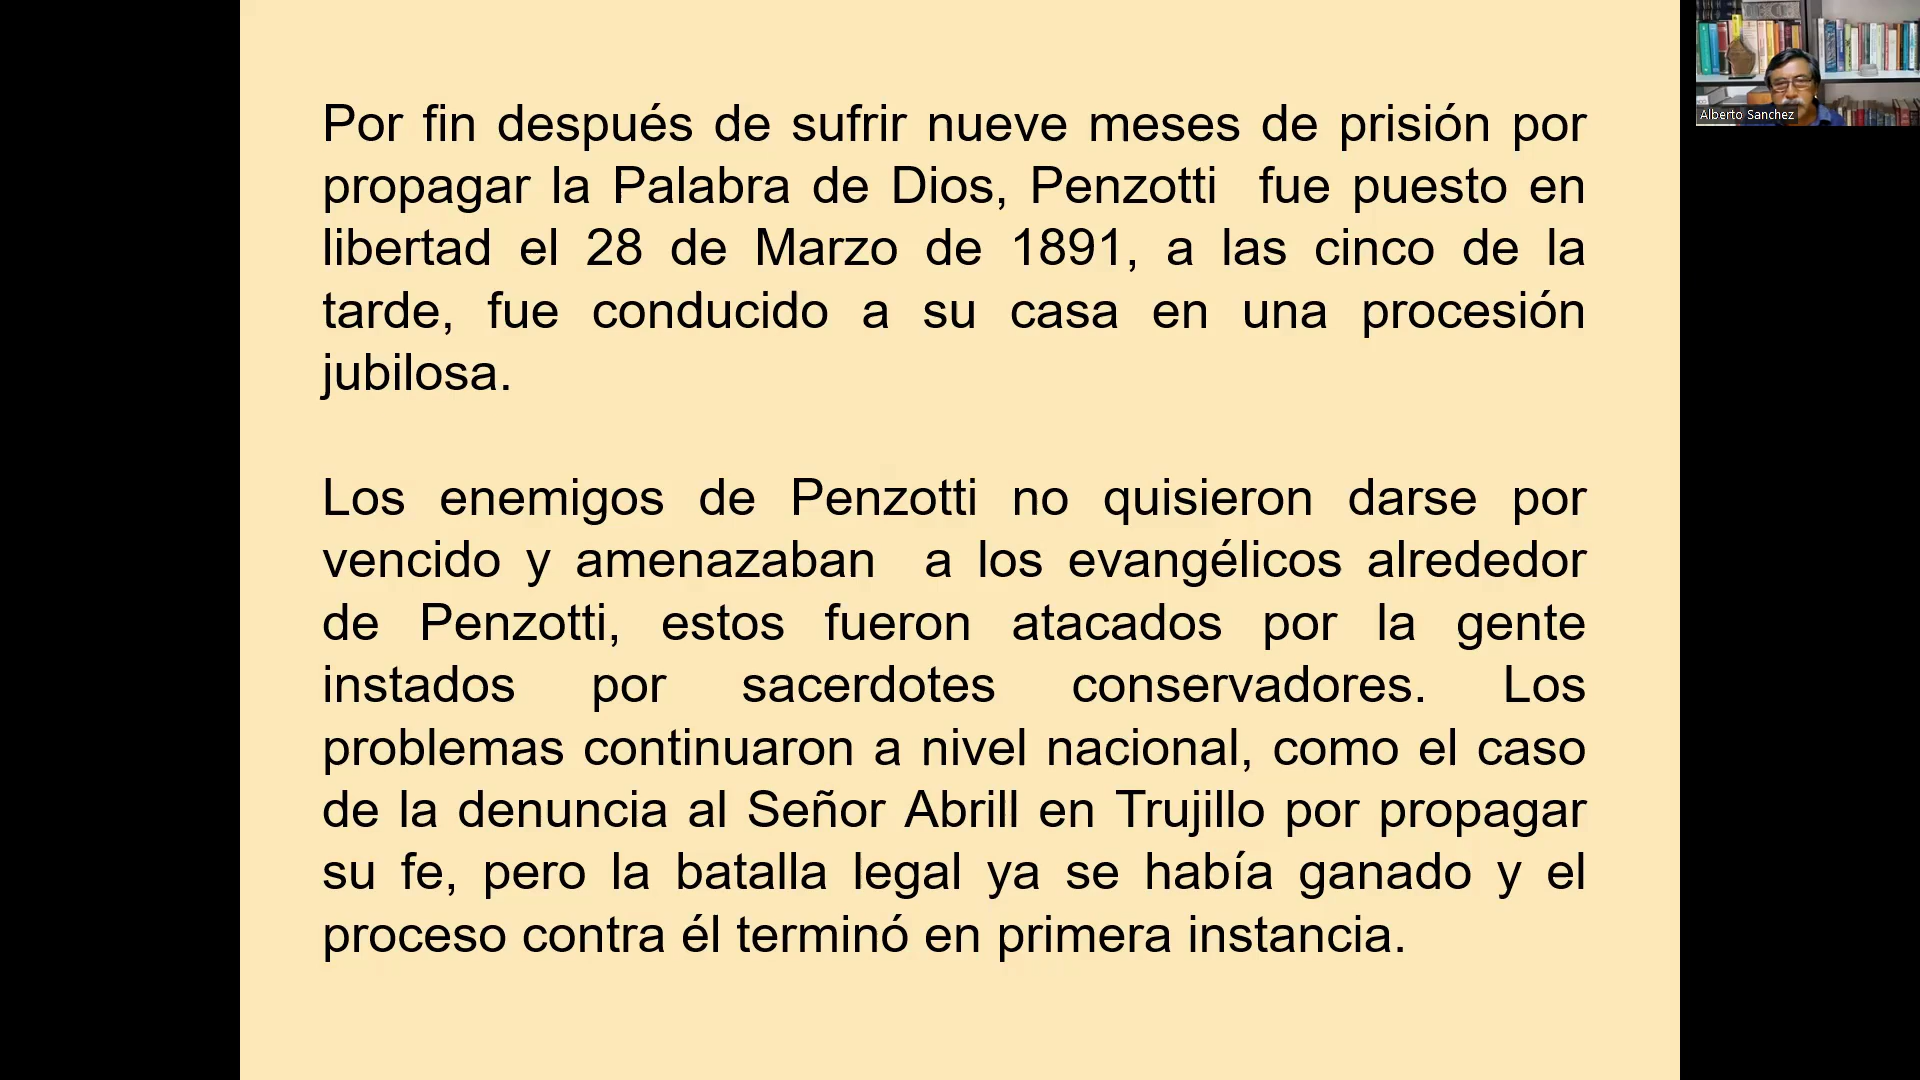 Por fin después de sufrir nueve meses de prisión por
propagar la Palabra de Dios, Penzotti fue puesto en
libertad el 28 de Marzo de 1891, a las cinco de la
tarde, fue conducido a su casa en una procesión
jubilosa.
Los enemigos de Penzotti no quisieron darse por
vencido y amenazaban a los evangélicos alrededor
de Penzotti, estos fueron atacados por la gente
instados por sacerdotes conservadores. Los
problemas continuaron a nivel nacional, como el caso
de la denuncia al Señor Abrill en Trujillo por propagar
su fe, pero la batalla legal ya se había ganado y el
proceso contra él terminó en primera instancia.
Alberto Sanchez